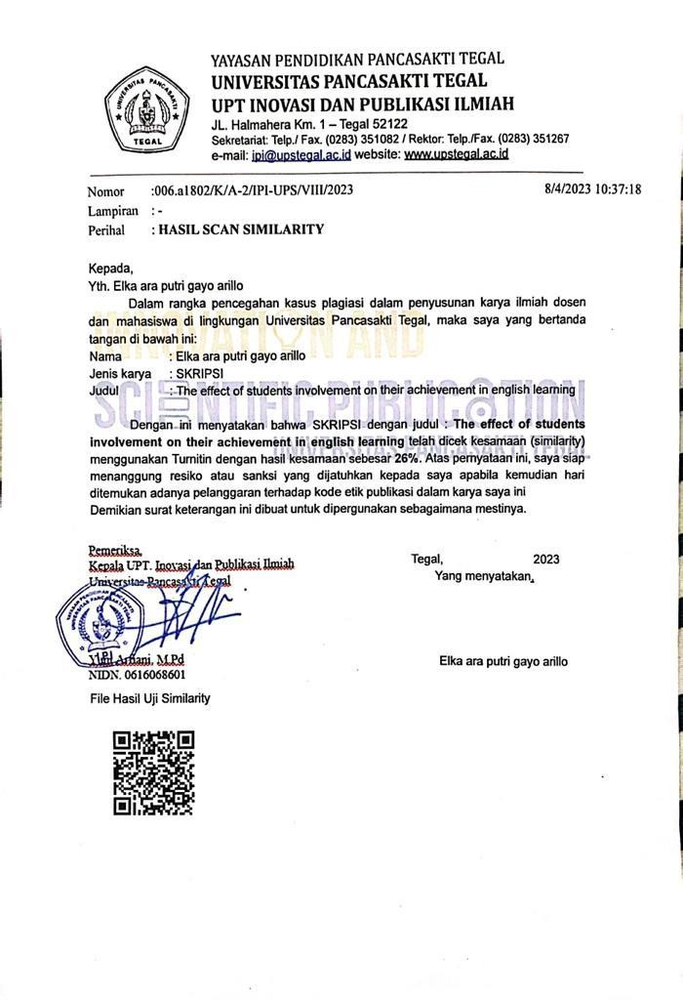 YAYASAN PENDIDIKAN PANCASAKTI TEGAL
UNIVERSITAS PANCASAKTI TEGAL
UPT INOVASI DAN PUBLIKASI ILMIAH
JL. Halmahera Km. 1 – Tegal 52122
Sekretariat: Telp./ Fax. (0283) 351082 / Rektor: Telp./Fax. (0283) 351267
e-mail: ipi@upstegal.ac.id website: www.upstegal.ac.id
UNIVERSITAS PANCASAKTI
TEGAL
Nomor :006.a1802/K/A-2/IPI-UPS/VIII/2023 8/4/2023 10:37:18
Lampiran : -
Perihal : HASIL SCAN SIMILARITY
Kepada,
Yth. Elka ara putri gayo arillo
Dalam rangka pencegahan kasus plagiasi dalam penyusunan karya ilmiah dosen
dan mahasiswa di lingkungan Universitas Pancasakti Tegal, maka saya yang bertanda
tangan di bawah ini:
INNOVATION AND
Nama : Elka ara putri gayo arillo
Jenis karya : SKRIPSI
Judul : The effect of students involvement on their achievement in english learning
SCIENTIFIC PUBLICATION
Dengan ini menyatakan bahwa SKRIPSI dengan judul : The effect of students
involvement on their achievement in english learning telah dicek kesamaan (similarity)
UNIVERSITAS PANCASAKTI TEGAL
menggunakan Turnitin dengan hasil kesamaan sebesar 26%. Atas pernyataan ini, saya siap
menanggung resiko atau sanksi yang dijatuhkan kepada saya apabila kemudian hari
ditemukan adanya pelanggaran terhadap kode etik publikasi dalam karya saya ini
Demikian surat keterangan ini dibuat untuk dipergunakan sebagaimana mestinya.
Pemeriksa,
Kepala UPT. Inovasi dan Publikasi Ilmiah
Universitas Pancasakti Tegal
Tegal, 2023
Yang menyatakan,
M.Pd
NIDN. 0616068601
Elka ara putri gayo arillo
File Hasil Uji Similarity